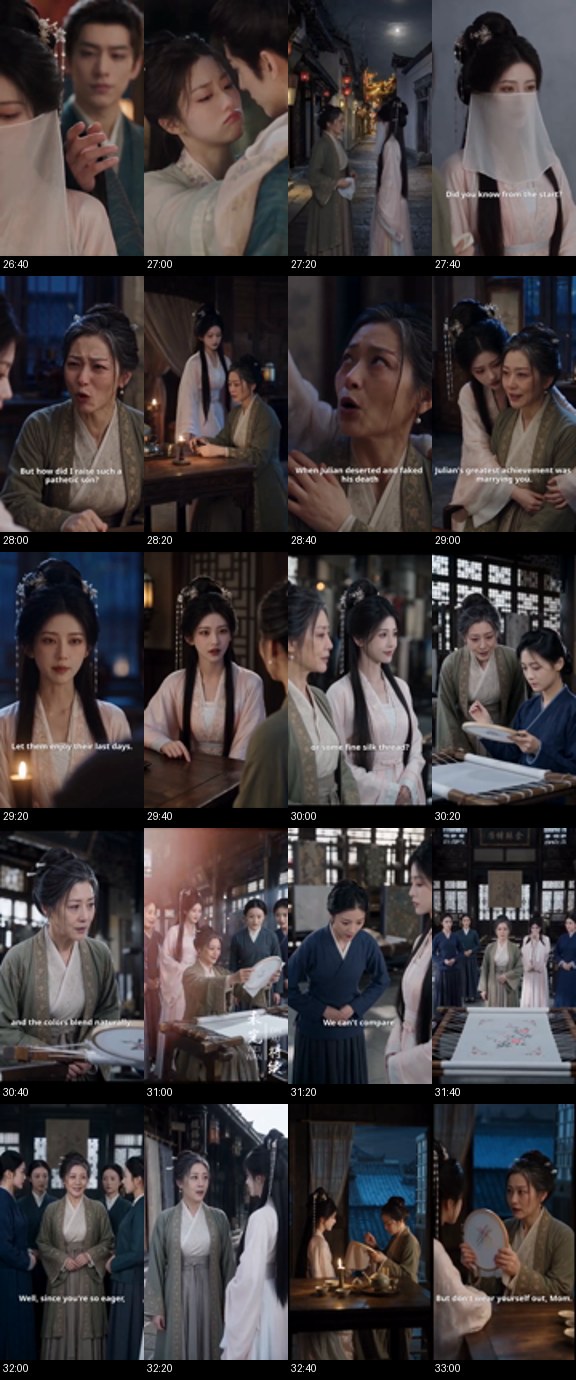 26:40
27:00
27:20
Did you know from the start?
27:40
But how did I raise such a
pathetic son?
28:00
28:20
When Julian deserted and faked
his death
28:40
Julian's greatest achievement was
marrying you.
29:00
Let them enjoy their last days.
29:20
29:40
or some fine silk thread?
30:00
30:20
and the colors blend naturally.
30:40
31:00
We can't compare
31:20
31:40
Well, since you're so eager,
32:00
32:20
32:40
But don't wear yourself out, Mom.
33:00